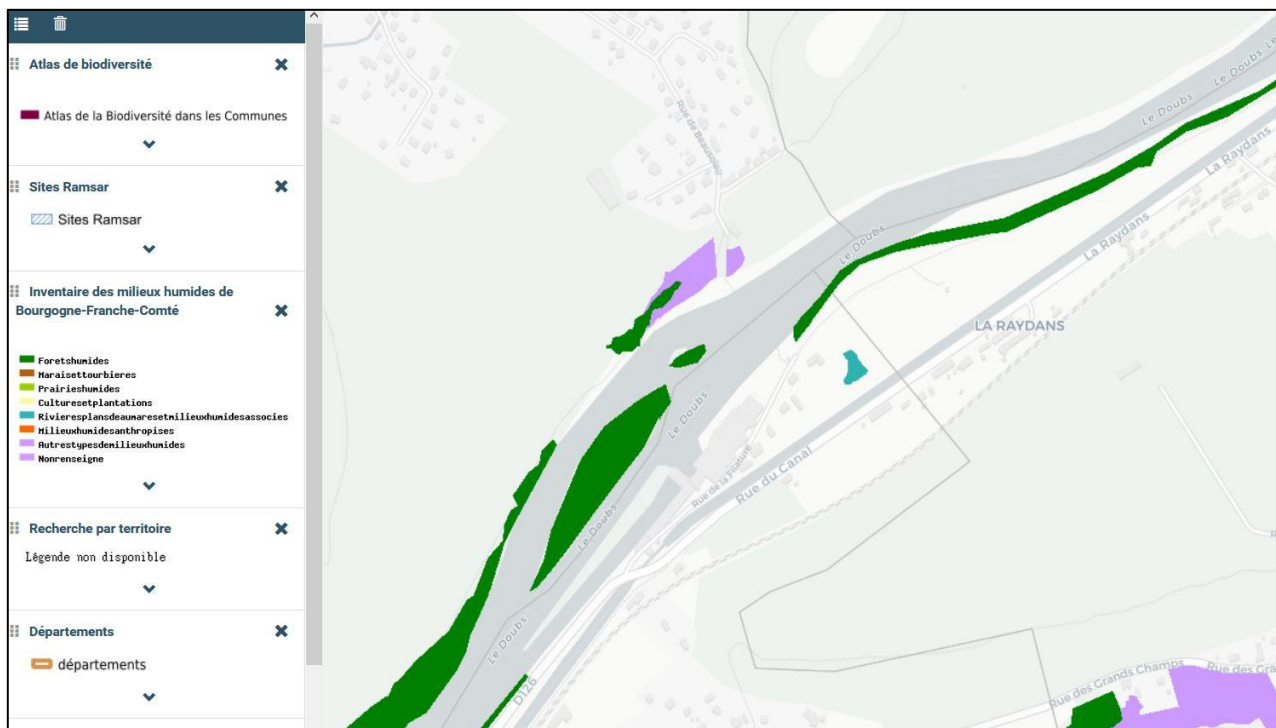 Atlas de biodiversité
Atlas de la Biodiversité dans les Communes
Sites Ramsar
Sites Ramsar
Inventaire des milieux humides de
Bourgogne-Franche-Comté
Foretshumides
Maraisettourbieres
Prairieshumides
Culturesetplantations
Rivieresplansdeaumaresetmilieuxhumidesassocies
Milieuxhumidesanthropises
Autrestypesdemilieuxhumides
Nonrenseigne
Recherche par territoire
Légende non disponible
Départements
départements
Le Doubs
Le Doubs
Le
Le Doubs
Rue de Beausoleil
La Raydans
Le Doubs
La Raydans
LA RAYDANS
Le Doubs
Rue de la Filature
Rue du Canal
Le Doubs
Le Doubs
D126
Rue des Grands Champs
Rue des Gra